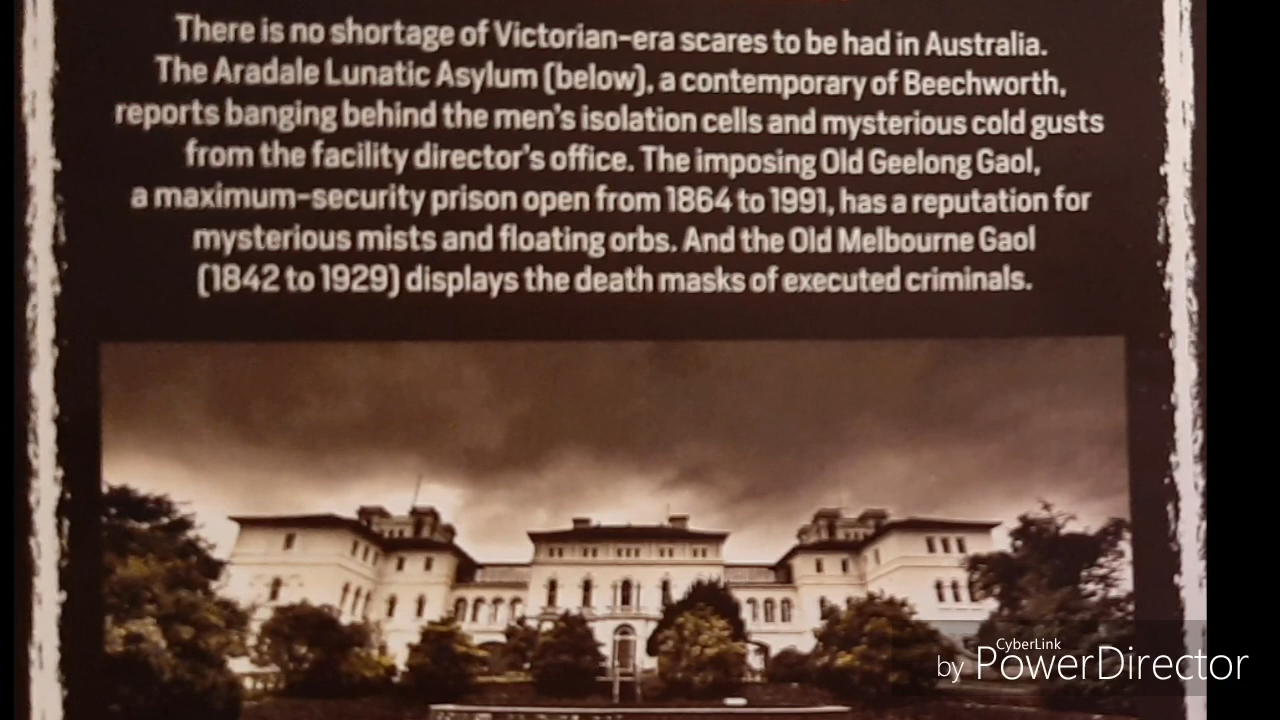 There is no shortage of Victorian-era scares to be had in Australia.
The Aradale Lunatic Asylum (below), a contemporary of Beechworth,
reports banging behind the men's isolation cells and mysterious cold gusts
from the facility director's office. The imposing Old Geelong Gaol,
a maximum-security prison open from 1864 to 1991, has a reputation for
mysterious mists and floating orbs. And the Old Melbourne Gaol
(1842 to 1929) displays the death masks of executed criminals.
CyberLink
by PowerDirector